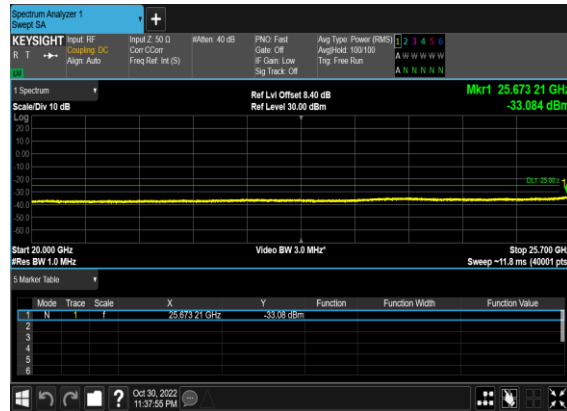 Spectrum Analyzer 1
Swept SA
KEYSIGHT Input: RF Input Z: 50 Ω #Atten: 40 dB PNO: Fast Avg Type: Power (RMS) 1 2 3 4 5 6
R T Coupling: DC Corr CCorr Gate: Off Avg|Hold: 100/100 A W W W W W
Align: Auto Freq Ref: Int (S) IF Gain: Low Trig: Free Run A N N N N N
Sig Track: Off
1 Spectrum Ref Lvl Offset 8.40 dB Mkr1 25.673 21 GHz
Scale/Div 10 dB Ref Level 30.00 dBm -33.084 dBm
Log
20.0
10.0
0.00
-10.0
-20.0
-30.0
-40.0
-50.0
-60.0
1
Start 20.000 GHz Video BW 3.0 MHz* Stop 25.700 GHz
#Res BW 1.0 MHz Sweep ~11.8 ms (40001 pts)
5 Marker Table
Mode Trace Scale X Y Function Function Width Function Value
1 N 1 f 25.673 21 GHz -33.08 dBm
2
3
4
5
6
? Oct 30, 2022
11:37:55 PM